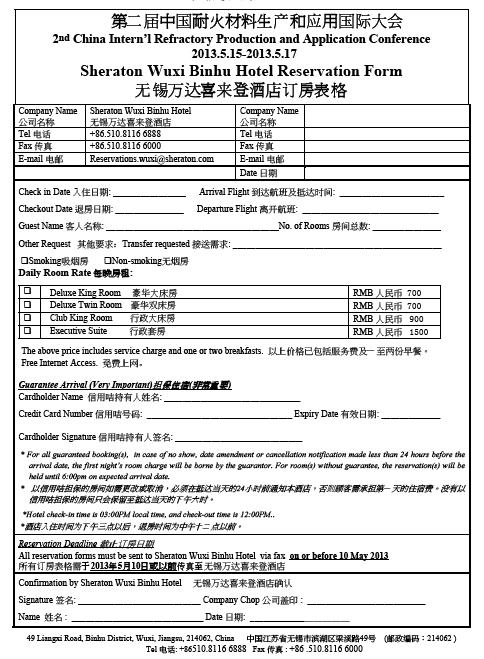 第二届中国耐火材料生产和应用国际大会
2nd China Intern'l Refractory Production and Application Conference
2013.5.15-2013.5.17
Sheraton Wuxi Binhu Hotel Reservation Form
无锡万达喜来登酒店订房表格
Company Name 公司名称 Sheraton Wuxi Binhu Hotel 无锡万达喜来登酒店 Company Name 公司名称
Tel 电话 +86.510.8116 6888 Tel 电话
Fax 传真 +86.510.8116 6000 Fax 传真
E-mail 电邮 Reservations.wuxi@sheraton.com E-mail 电邮
Date 日期
Check in Date 入住日期: Arrival Flight 到达航班及抵达时间:
Checkout Date 退房日期: Departure Flight 离开航班:
Guest Name 客人名称: No. of Rooms 房间总数:
Other Request 其他要求: Transfer requested 接送需求:
❑Smoking吸烟房 ❑Non-smoking无烟房
Daily Room Rate 每晚房租:
❑ Deluxe King Room 豪华大床房 RMB 人民币 700
❑ Deluxe Twin Room 豪华双床房 RMB 人民币 700
❑ Club King Room 行政大床房 RMB 人民币 900
❑ Executive Suite 行政套房 RMB 人民币 1500
The above price includes service charge and one or two breakfasts. 以上价格已包括服务费及一至两份早餐。
Free Internet Access. 免费上网。
Guarantee Arrival (Very Important)担保住宿(非常重要)
Cardholder Name 信用咭持有人姓名:
Credit Card Number 信用咭号码: Expiry Date 有效日期:
Cardholder Signature 信用咭持有人签名:
* For all guaranteed booking(s), in case of no show, date amendment or cancellation notification made less than 24 hours before the
arrival date, the first night's room charge will be borne by the guarantor. For room(s) without guarantee, the reservation(s) will be
held until 6:00pm on expected arrival date.
* 以信用咭担保的房间如需更改或取消，必须在抵达当天的24小时前通知本酒店，否则顾客需承担第一天的住宿费。没有以
信用咭担保的房间只会保留至抵达当天的下午六时。
*Hotel check-in time is 03:00PM local time, and check-out time is 12:00PM..
*酒店入住时间为下午三点以后，退房时间为中午十二点以前。
Reservation Deadline 截止订房日期
All reservation forms must be sent to Sheraton Wuxi Binhu Hotel via fax on or before 10 May 2013
所有订房表格需于2013年5月10日或以前传真至无锡万达喜来登酒店
Confirmation by Sheraton Wuxi Binhu Hotel 无锡万达喜来登酒店确认
Signature 签名: Company Chop 公司盖印 :
Name 姓名 : Date 日期:
49 Liangxi Road, Binhu District, Wuxi, Jiangsu, 214062, China 中国江苏省无锡市滨湖区梁溪路49号 (邮政编码：214062 )
Tel 电话: +86510.8116 6888 Fax 传真 : +86 .510.8116 6000